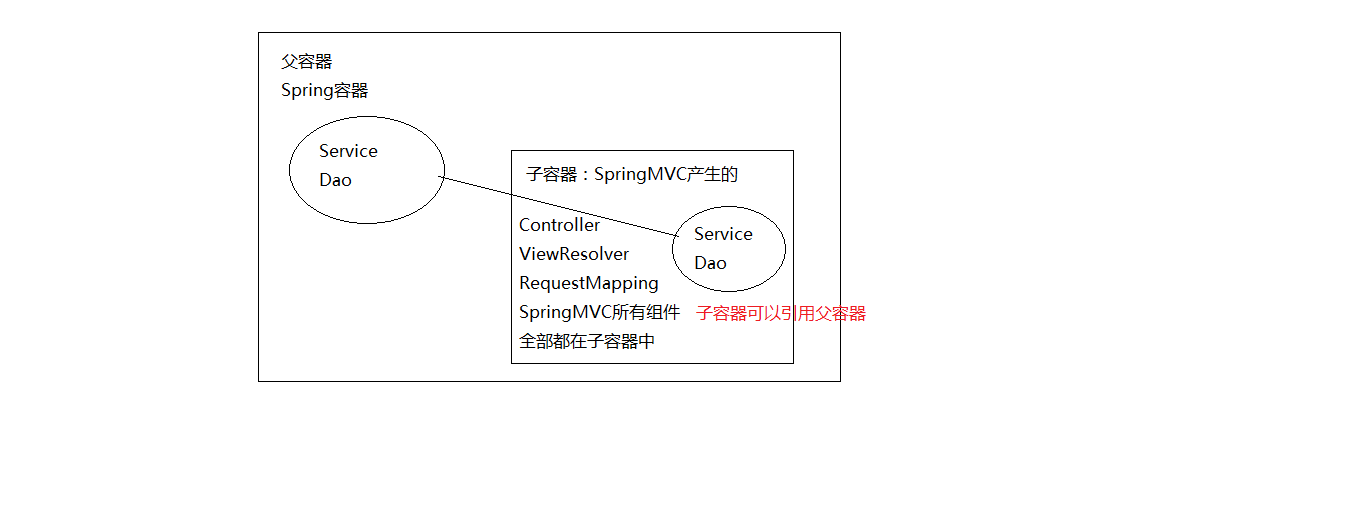 父容器
Spring容器
Service
Dao
子容器：SpringMVC产生的
Controller
ViewResolver
RequestMapping
SpringMVC所有组件
全部都在子容器中
Service
Dao
子容器可以引用父容器